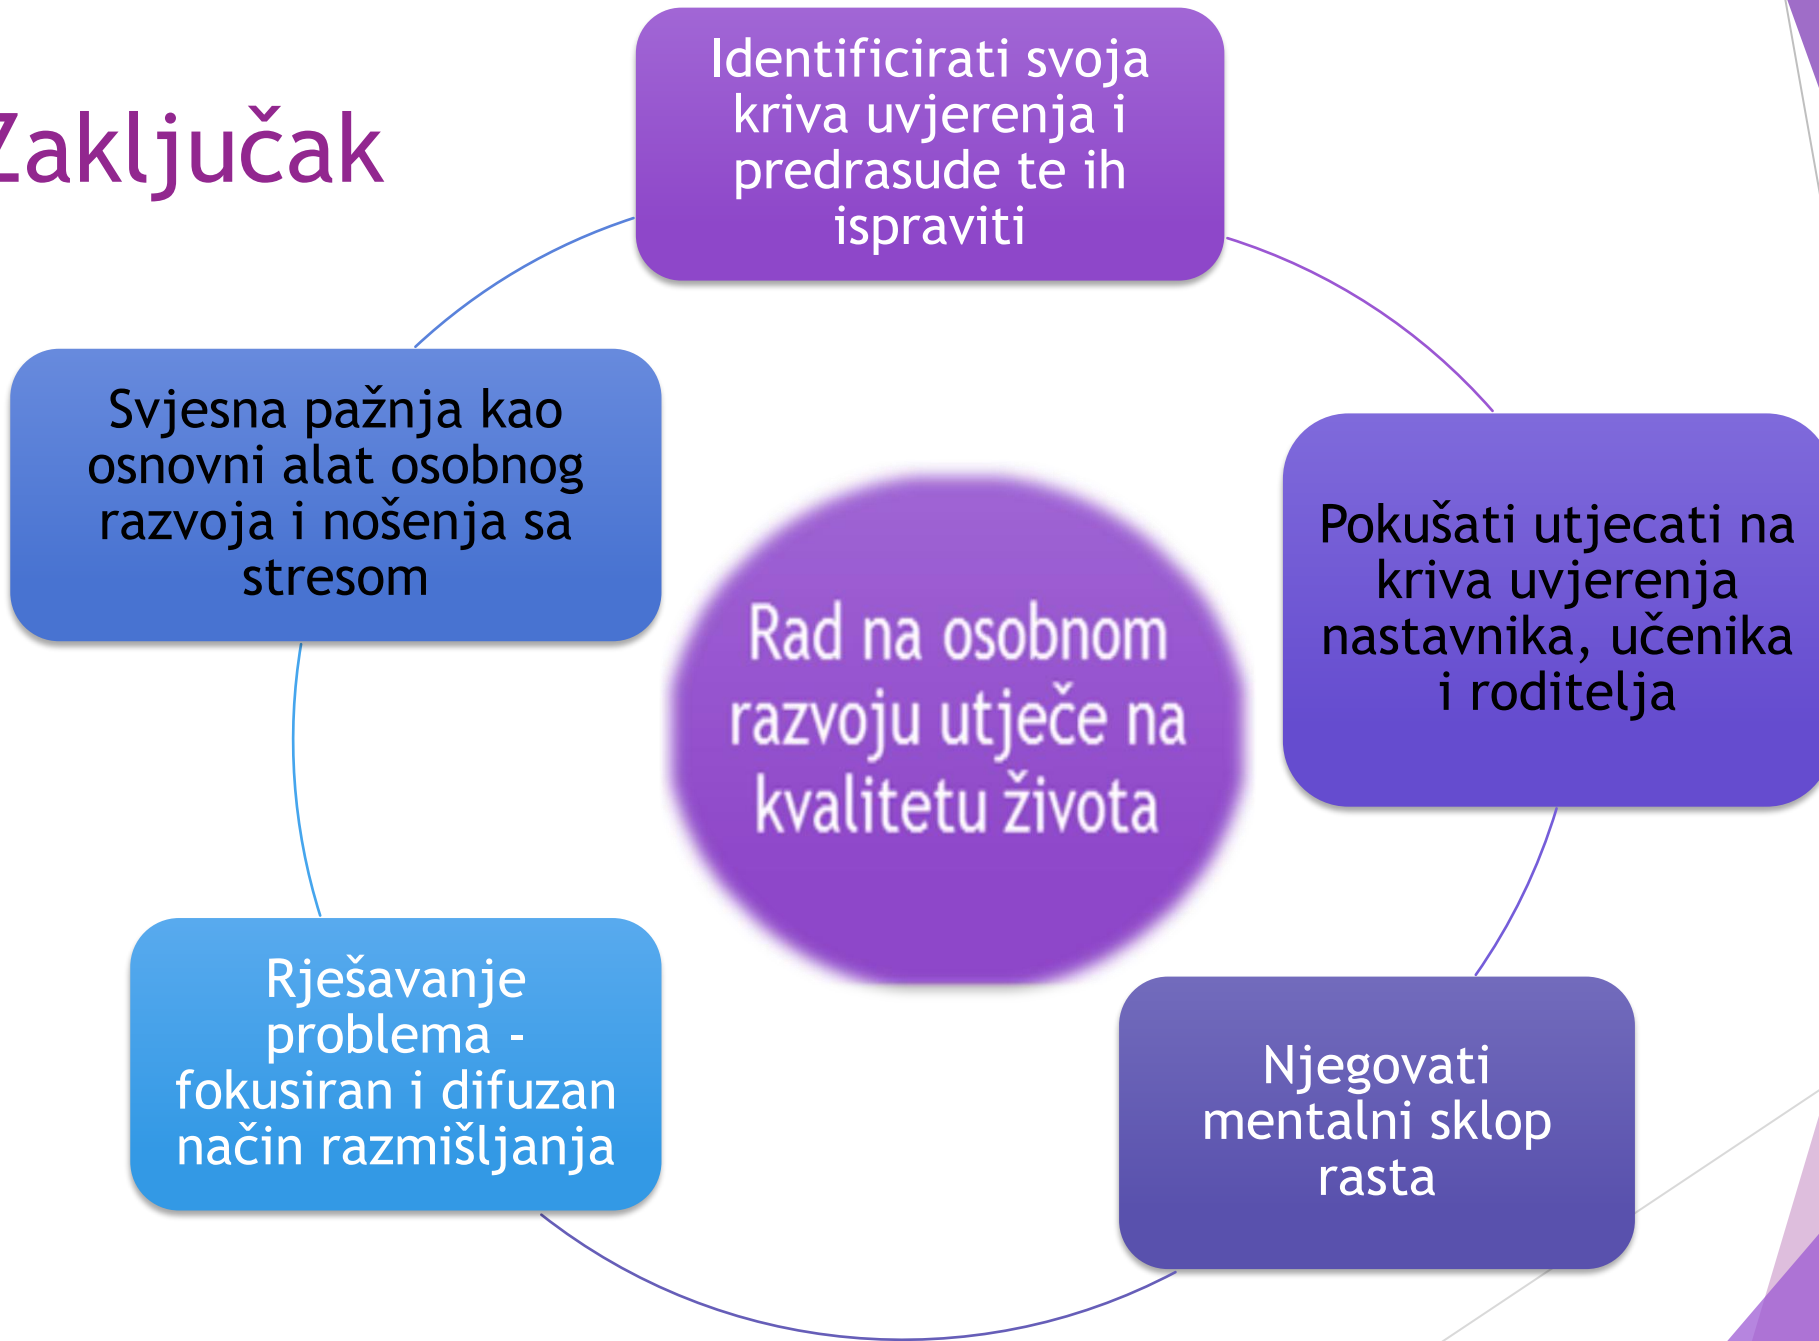 Zaključak
Identificirati svoja
kriva uvjerenja i
predrasude te ih
ispraviti
Pokušati utjecati na
kriva uvjerenja
nastavnika, učenika
i roditelja
Njegovati
mentalni sklop
rasta
Rješavanje
problema -
fokusiran i difuzan
način razmišljanja
Svjesna pažnja kao
osnovni alat osobnog
razvoja i nošenja sa
stresom
Rad na osobnom
razvoju utječe na
kvalitetu života